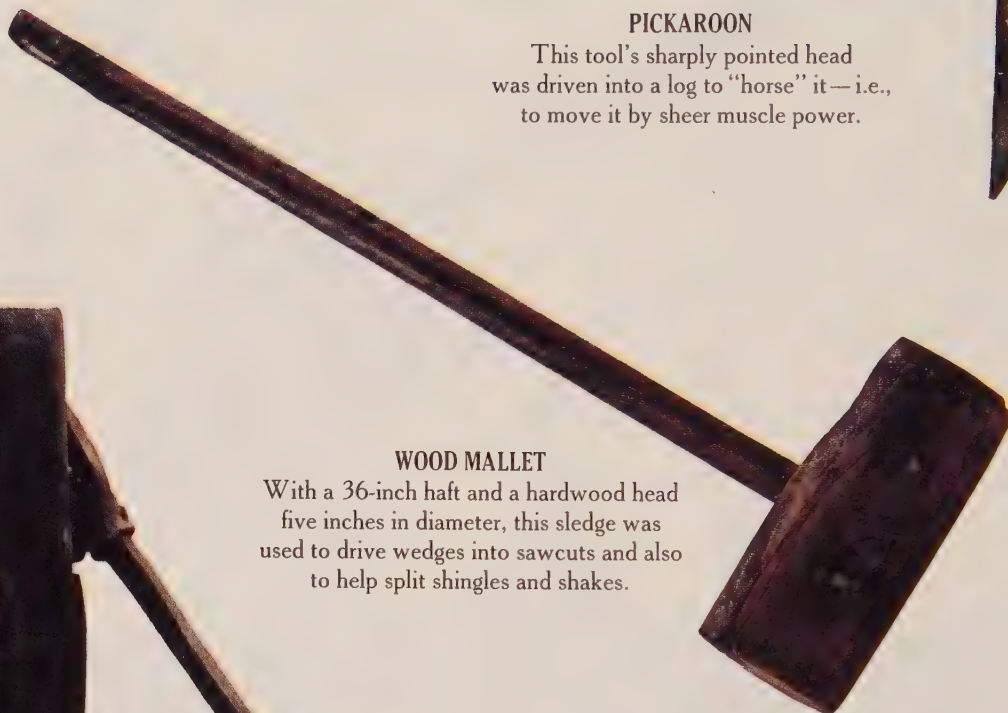 PICKAROON
This tool's sharply pointed head
was driven into a log to "horse" it—i.e.,
to move it by sheer muscle power.
WOOD MALLET
With a 36-inch haft and a hardwood head
five inches in diameter, this sledge was
used to drive wedges into sawcuts and also
to help split shingles and shakes.